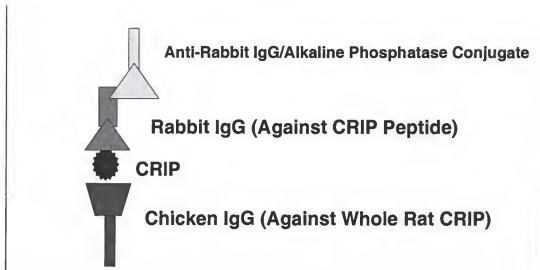 Anti-Rabbit IgG/Alkaline Phosphatase Conjugate
Rabbit IgG (Against CRIP Peptide)
CRIP
Chicken IgG (Against Whole Rat CRIP)